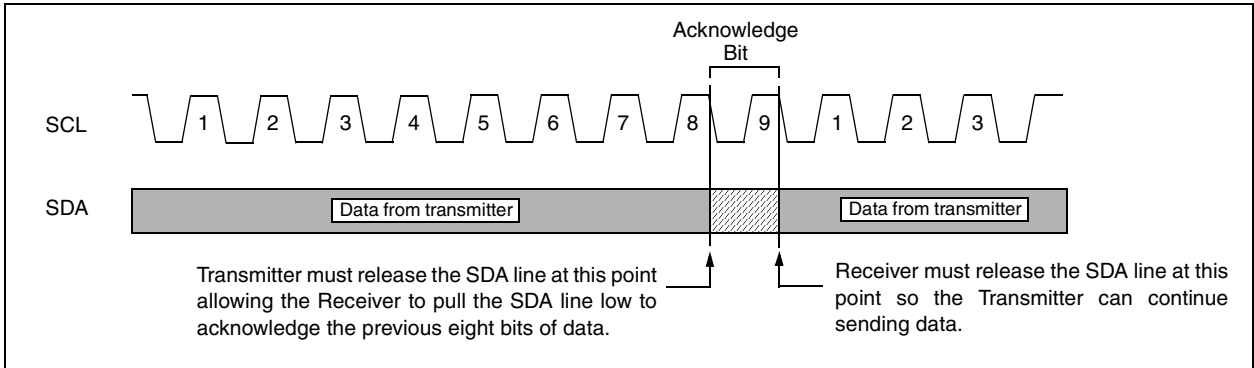 Acknowledge
Bit
SCL
1 2 3 4 5 6 7 8 9 1 2 3
SDA
Data from transmitter
Data from transmitter
Transmitter must release the SDA line at this point
allowing the Receiver to pull the SDA line low to
acknowledge the previous eight bits of data.
Receiver must release the SDA line at this
point so the Transmitter can continue
sending data.